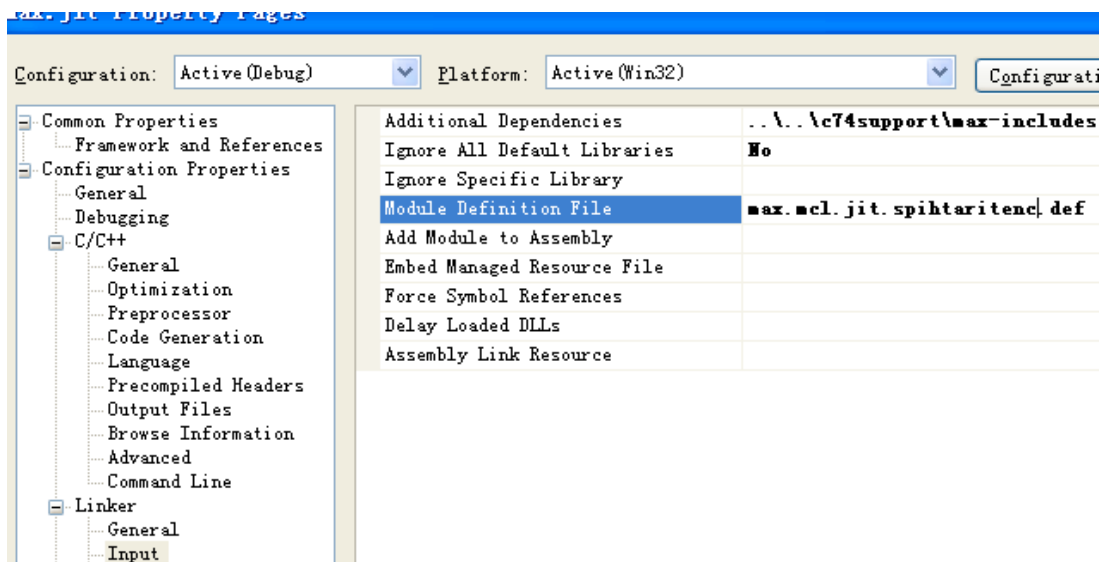 max.jit Property Pages
Configuration: Active(Debug) Platform: Active(Win32) Configurati
Common Properties
Framework and References
Configuration Properties
General
Debugging
C/C++
General
Optimization
Preprocessor
Code Generation
Language
Precompiled Headers
Output Files
Browse Information
Advanced
Command Line
Linker
General
Input
Additional Dependencies ..\..\c74support\max-includes
Ignore All Default Libraries No
Ignore Specific Library
Module Definition File max.mcl.jit.spihtaritenc.def
Add Module to Assembly
Embed Managed Resource File
Force Symbol References
Delay Loaded DLLs
Assembly Link Resource